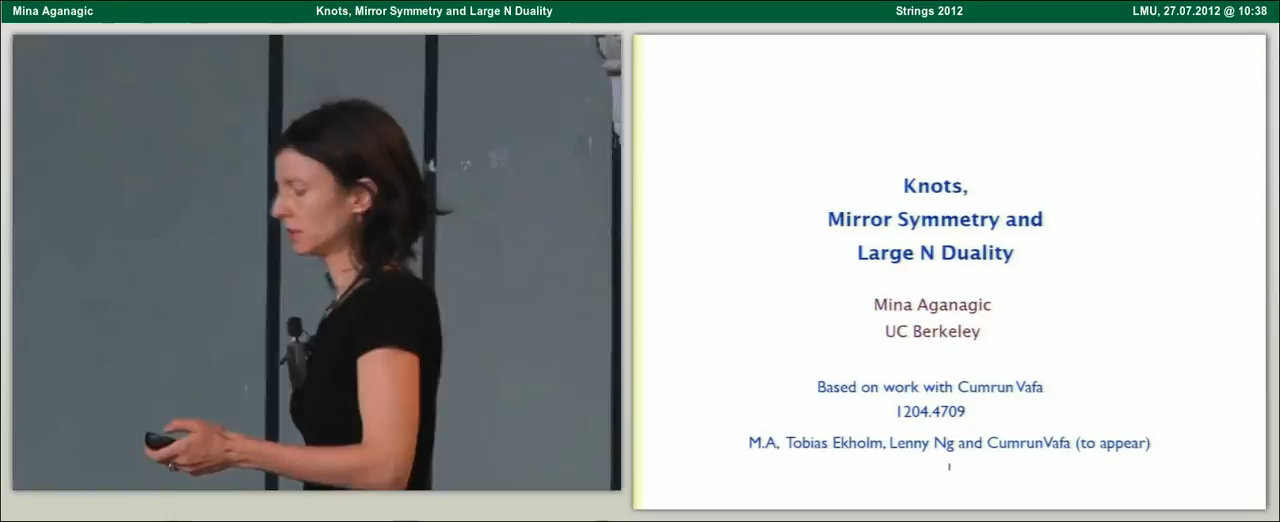 Mina Aganagic Knots, Mirror Symmetry and Large N Duality Strings 2012 LMU, 27.07.2012 @ 10:38
Knots,
Mirror Symmetry and
Large N Duality
Mina Aganagic
UC Berkeley
Based on work with Cumrun Vafa
1204.4709
M.A, Tobias Ekholm, Lenny Ng and Cumrun Vafa (to appear)